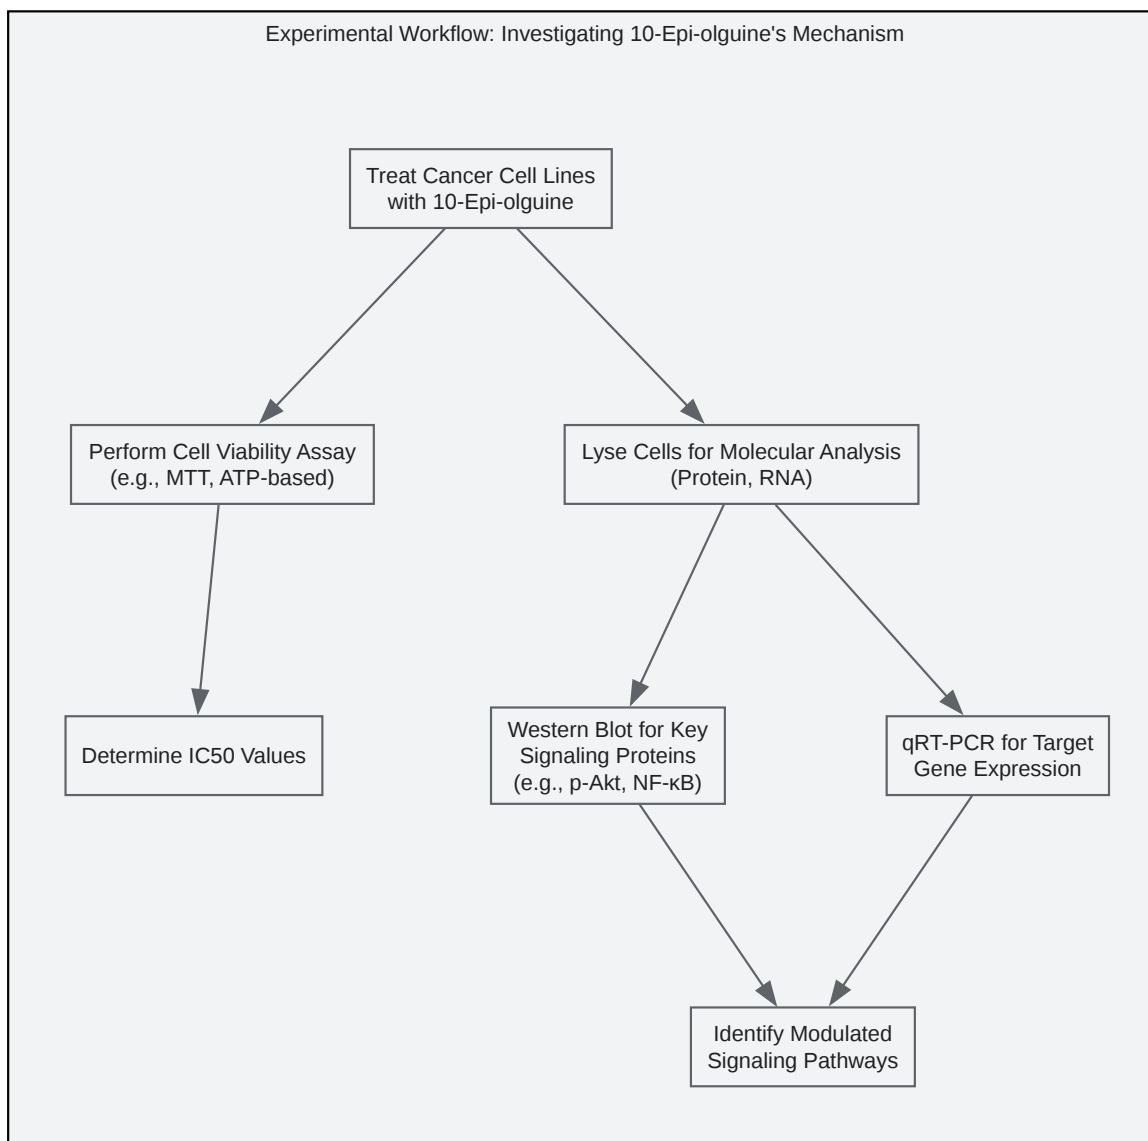 Experimental Workflow: Investigating 10-Epi-olguine's Mechanism
Treat Cancer Cell Lines
with 10-Epi-olguine
Perform Cell Viability Assay
(e.g., MTT, ATP-based)
Lyse Cells for Molecular Analysis
(Protein, RNA)
Determine IC50 Values
Western Blot for Key
Signaling Proteins
(e.g., p-Akt, NF-κB)
qRT-PCR for Target
Gene Expression
Identify Modulated
Signaling Pathways